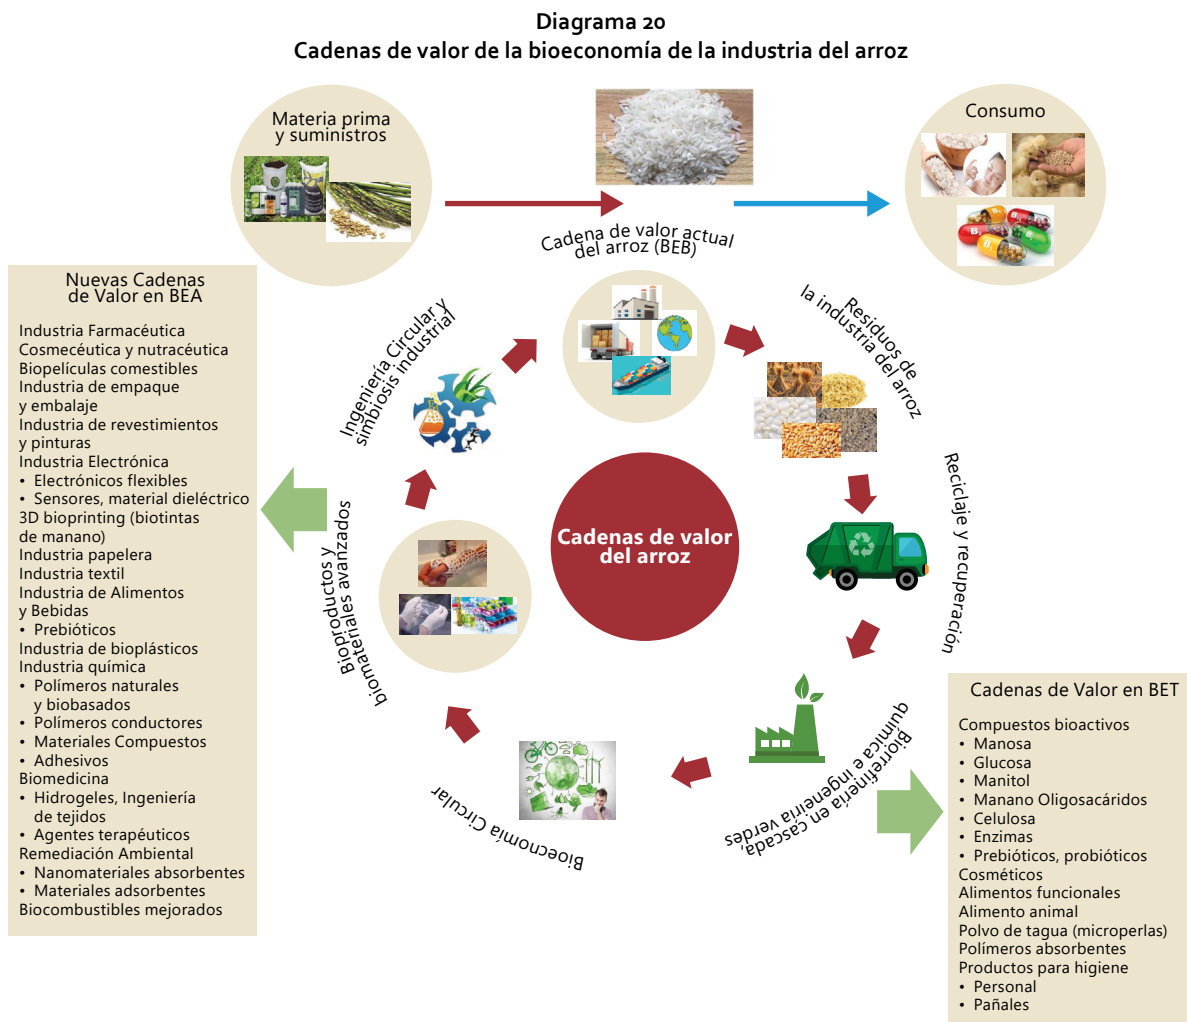 Diagrama 20
Cadenas de valor de la bioeconomía de la industria del arroz
Materia prima
y suministros
Consumo
Cadena de valor actual
del arroz (BEB)
Residuos de
la industria del arroz
Reciclaje y recuperación
Biorrefinería en cascada,
química e ingeneiría verdes
Bioecnomía Circular
Bioproductos y
biomateriales avanzados
Ingeniería Circular y
simbiosis industrial
Cadenas de valor
del arroz
Nuevas Cadenas
de Valor en BEA
Industria Farmacéutica
Cosmecéutica y nutracéutica
Biopelículas comestibles
Industria de empaque
y embalaje
Industria de revestimientos
y pinturas
Industria Electrónica
• Electrónicos flexibles
• Sensores, material dieléctrico
3D bioprinting (biotintas
de manano)
Industria papelera
Industria textil
Industria de Alimentos
y Bebidas
• Prebióticos
Industria de bioplásticos
Industria química
• Polímeros naturales
y biobasados
• Polímeros conductores
• Materiales Compuestos
• Adhesivos
Biomedicina
• Hidrogeles, Ingeniería
de tejidos
• Agentes terapéuticos
Remediación Ambiental
• Nanomateriales absorbentes
• Materiales adsorbentes
Biocombustibles mejorados
Cadenas de Valor en BET
Compuestos bioactivos
• Manosa
• Glucosa
• Manitol
• Manano Oligosacáridos
• Celulosa
• Enzimas
• Prebióticos, probióticos
Cosméticos
Alimentos funcionales
Alimento animal
Polvo de tagua (microperlas)
Polímeros absorbentes
Productos para higiene
• Personal
• Pañales